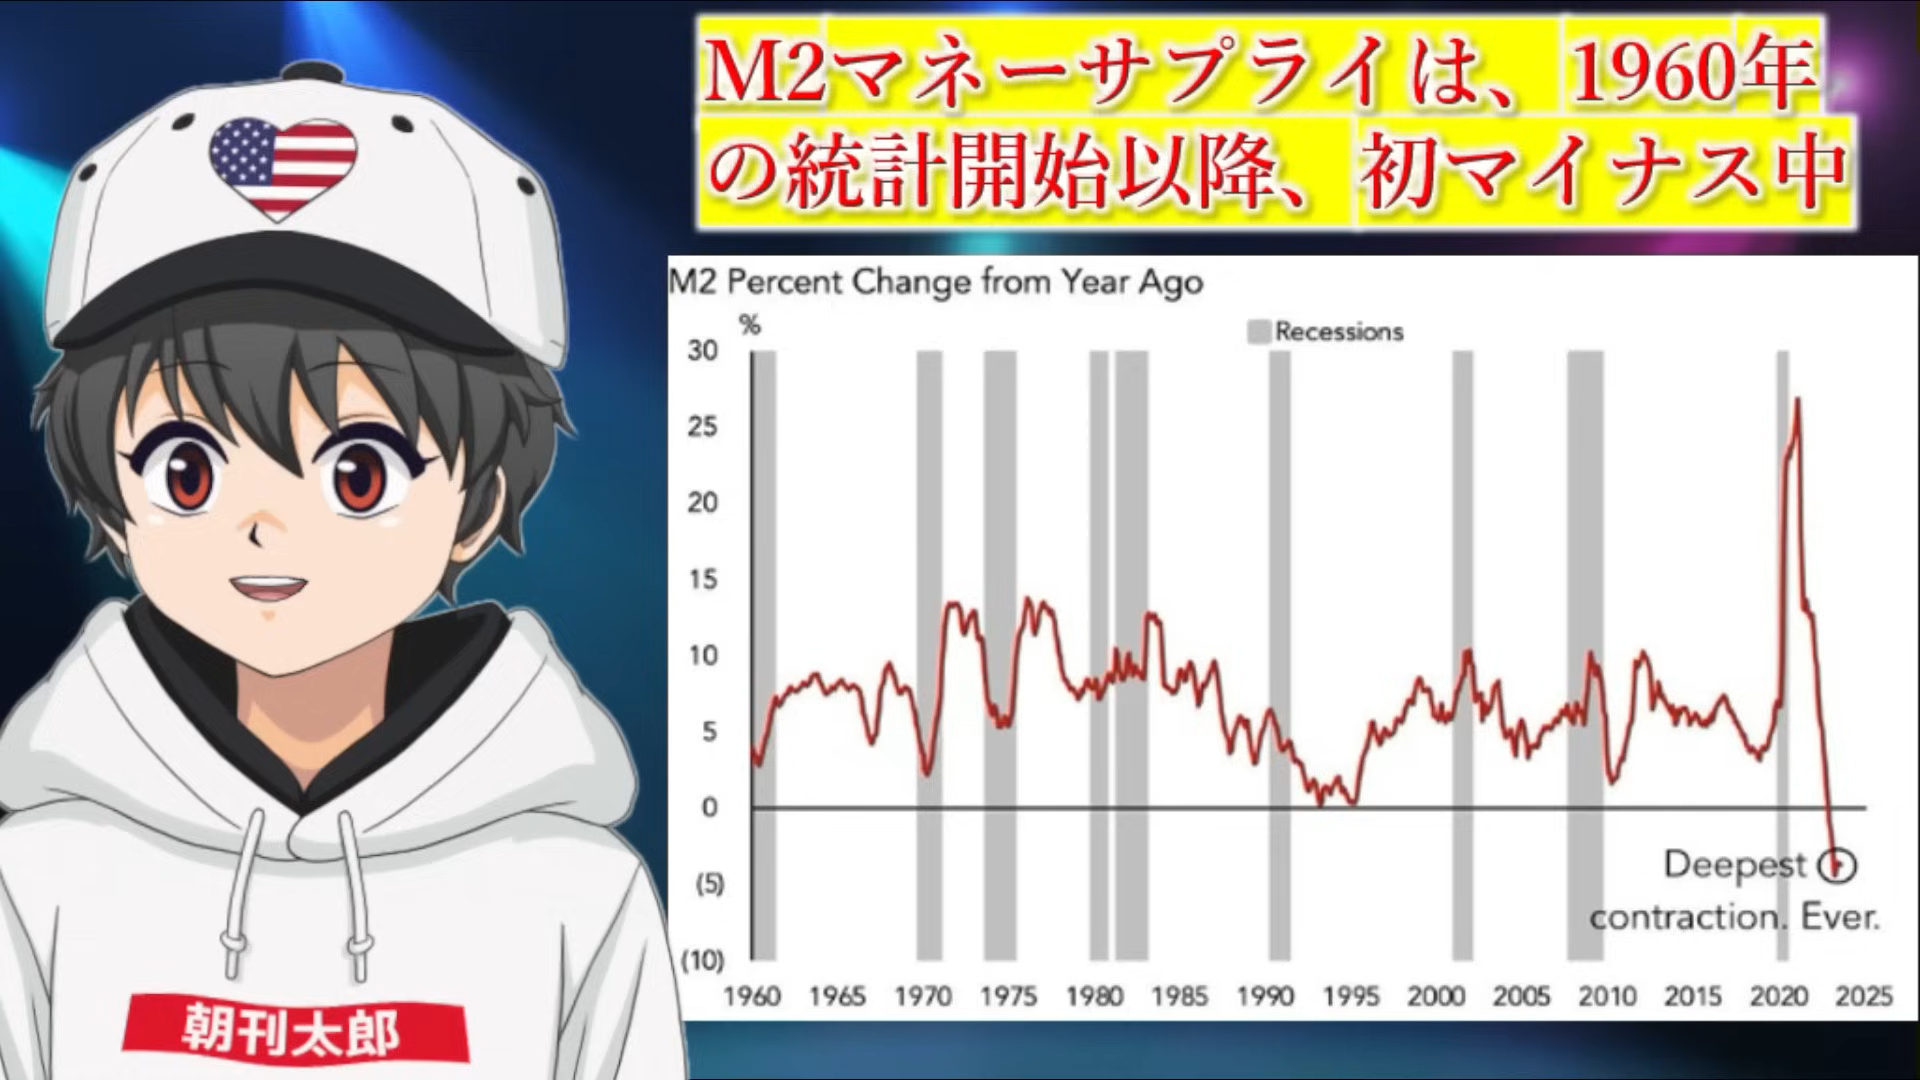 M2マネーサプライは、1960年
の統計開始以降、初マイナス中
M2 Percent Change from Year Ago
%
Recessions
30
25
20
15
10
5
0
(5)
(10)
Deepest
contraction. Ever.
1960 1965 1970 1975 1980 1985 1990 1995 2000 2005 2010 2015 2020 2025
朝刊太郎